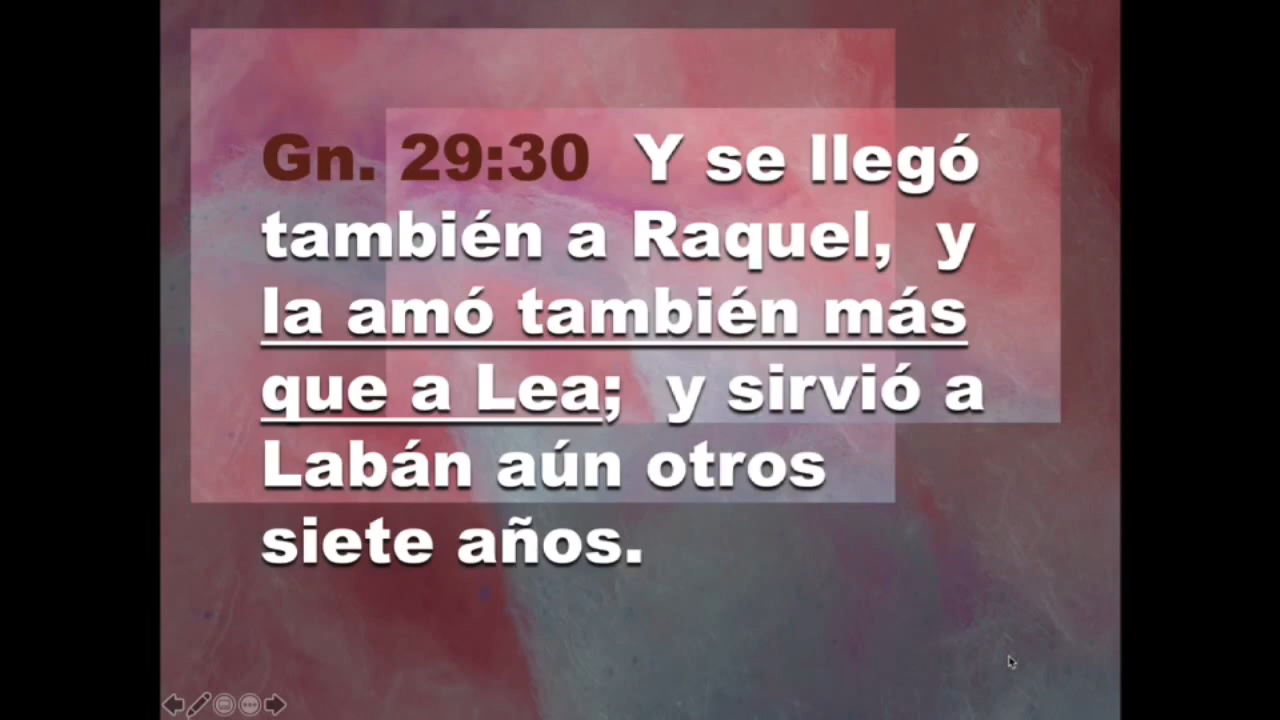 Gn. 29:30 Y se llegó
también a Raquel, y
la amó también más
que a Lea; y sirvió a
Labán aún otros
siete años.